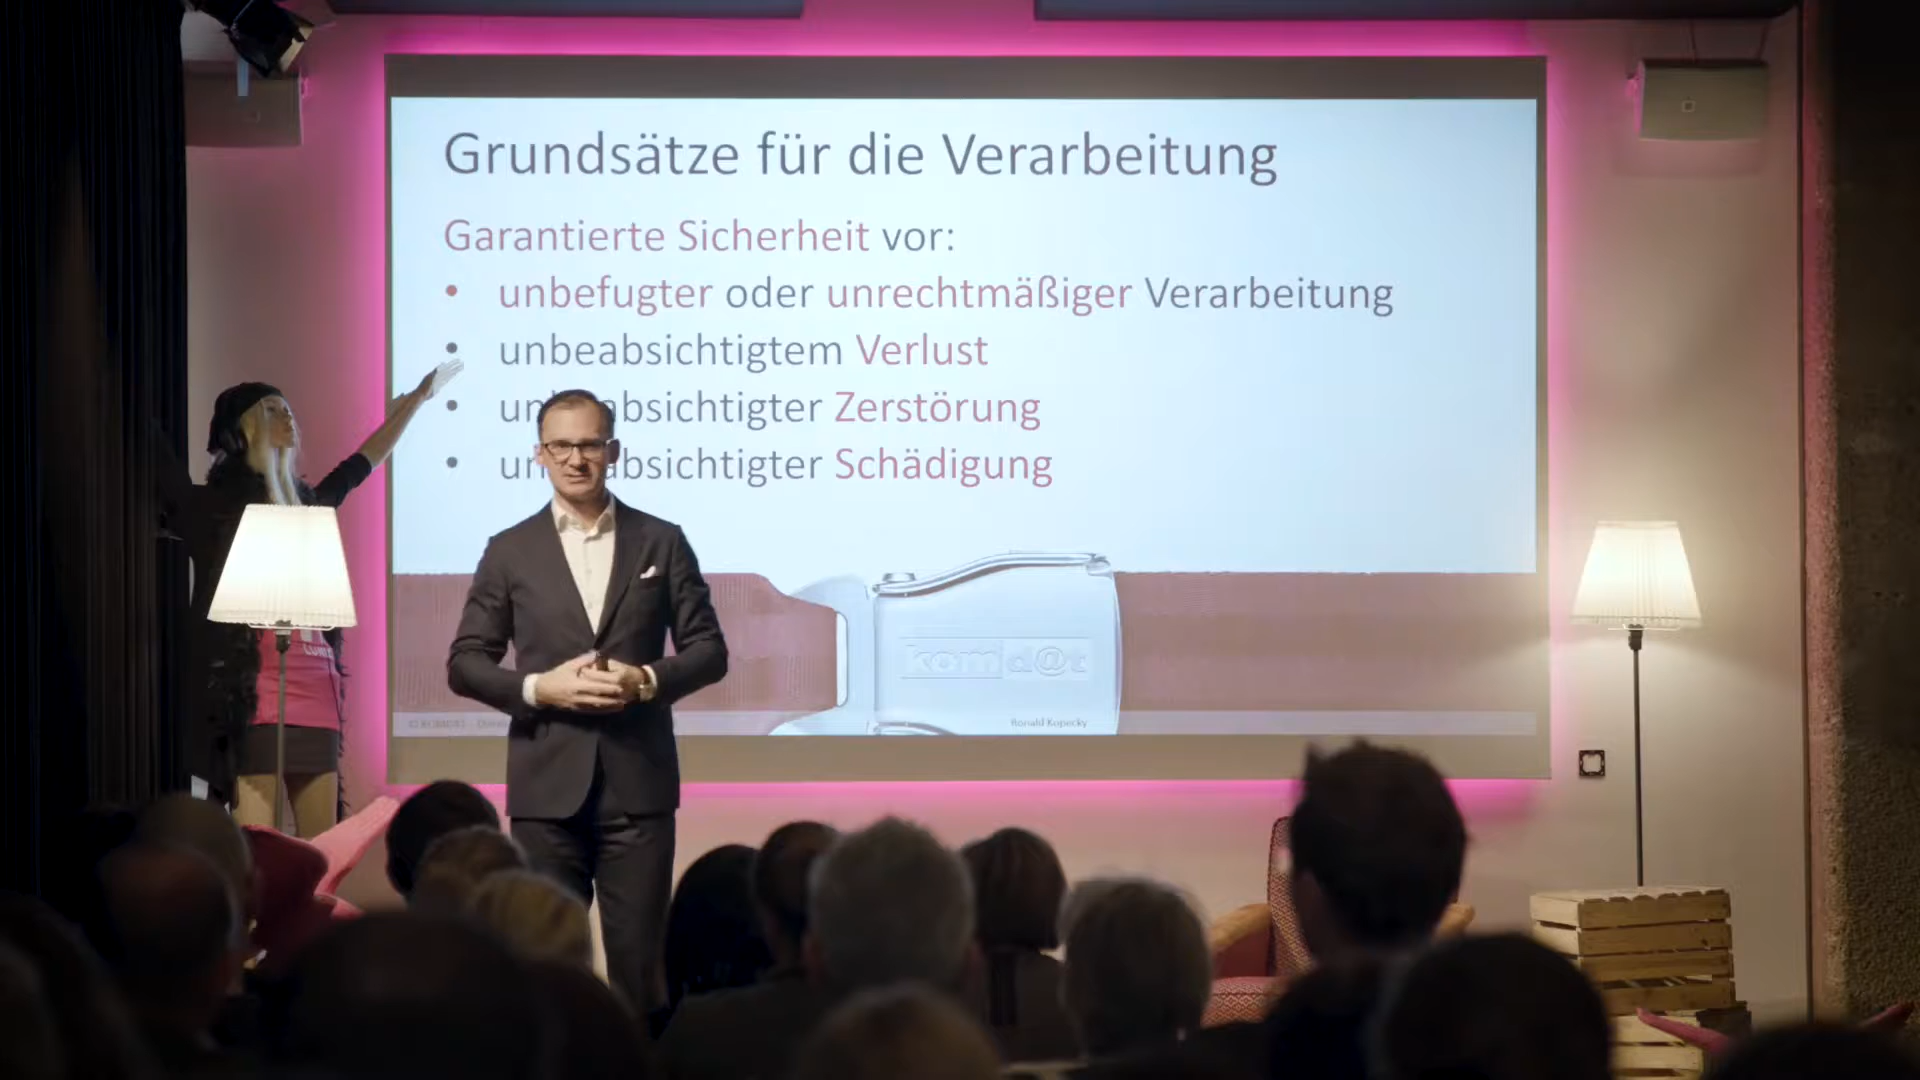 Grundsätze für die Verarbeitung
Garantierte Sicherheit vor:
• unbefugter oder unrechtmäßiger Verarbeitung
• unbeabsichtigtem Verlust
• absichtigter Zerstörung
• absichtigter Schädigung
komd@t
Ronald Kopecky